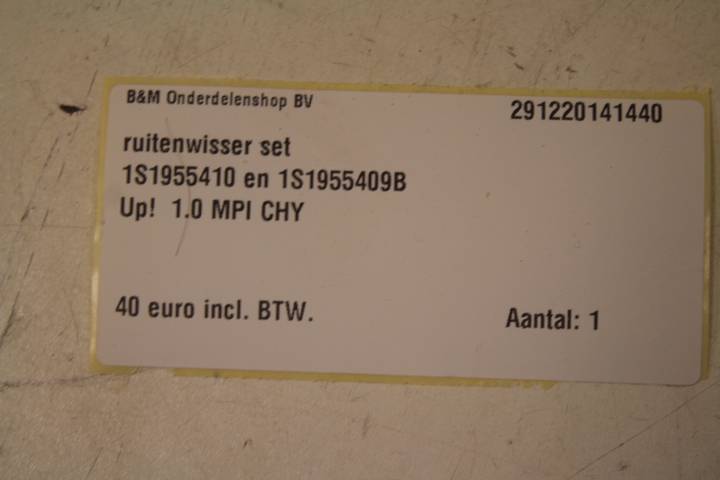 B&M Onderdelenshop BV
291220141440
ruitenwisser set
1S1955410 en 1S1955409B
Up! 1.0 MPI CHY
40 euro incl. BTW.
Aantal: 1